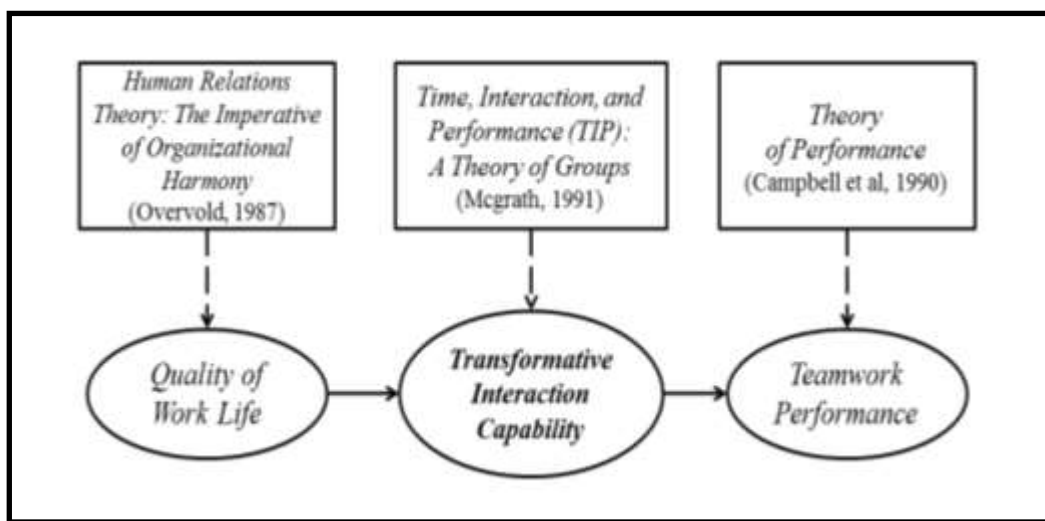 Human Relations
Theory: The Imperative
of Organizational
Harmony
(Overvold, 1987)
Time, Interaction, and
Performance (TIP):
A Theory of Groups
(Mcgrath, 1991)
Theory
of Performance
(Campbell et al, 1990)
Quality of
Work Life
Transformative
Interaction
Capability
Teamwork
Performance